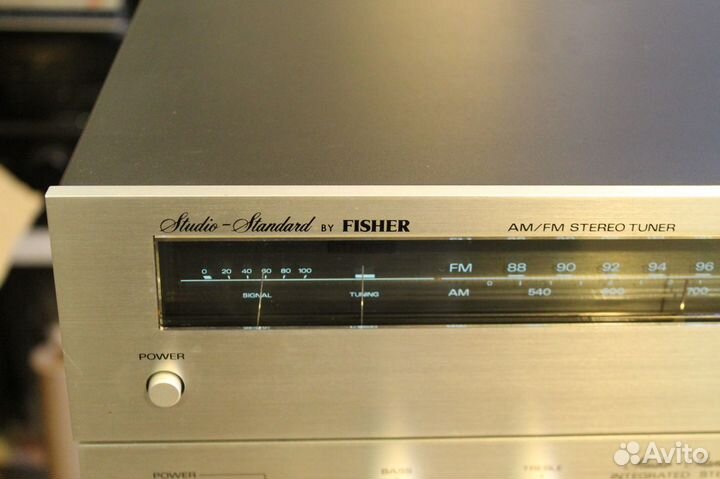 Studio-Standard BY FISHER
AM/FM STEREO TUNER
0 20 40 60 80 100
FM 88 90 92 94 96
SIGNAL TUNING
AM 0 540 600 700
POWER
POWER BASS TREBLE
INTEGRATED
Avito